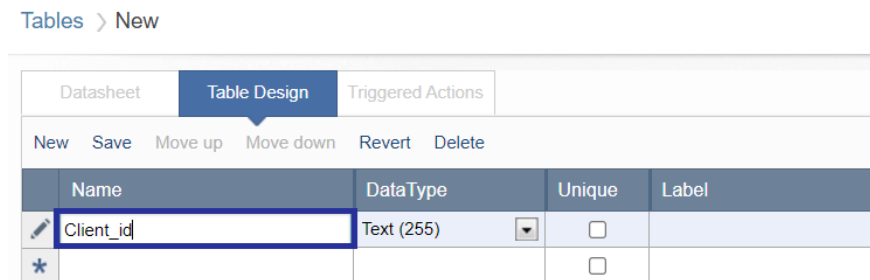 Tables > New
Datasheet Table Design Triggered Actions
New Save Move up Move down Revert Delete
Name DataType Unique Label
Client_id Text (255)
*